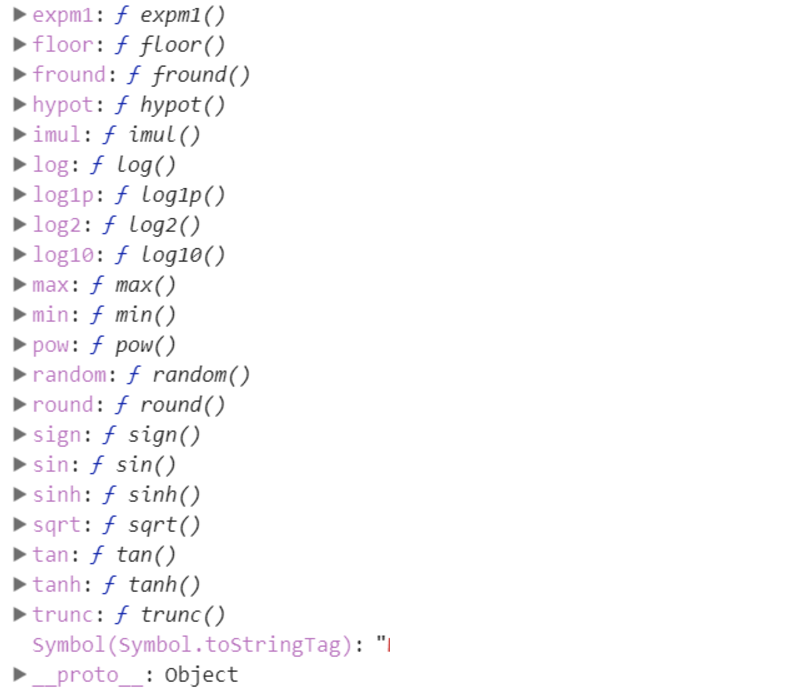 ▶ expm1: ƒ expm1()
▶ floor: ƒ floor()
▶ fround: ƒ fround()
▶ hypot: ƒ hypot()
▶ imul: ƒ imul()
▶ log: ƒ log()
▶ log1p: ƒ log1p()
▶ log2: ƒ log2()
▶ log10: ƒ log10()
▶ max: ƒ max()
▶ min: ƒ min()
▶ pow: ƒ pow()
▶ random: ƒ random()
▶ round: ƒ round()
▶ sign: ƒ sign()
▶ sin: ƒ sin()
▶ sinh: ƒ sinh()
▶ sqrt: ƒ sqrt()
▶ tan: ƒ tan()
▶ tanh: ƒ tanh()
▶ trunc: ƒ trunc()
Symbol(Symbol.toStringTag): "
▶ __proto__: Object